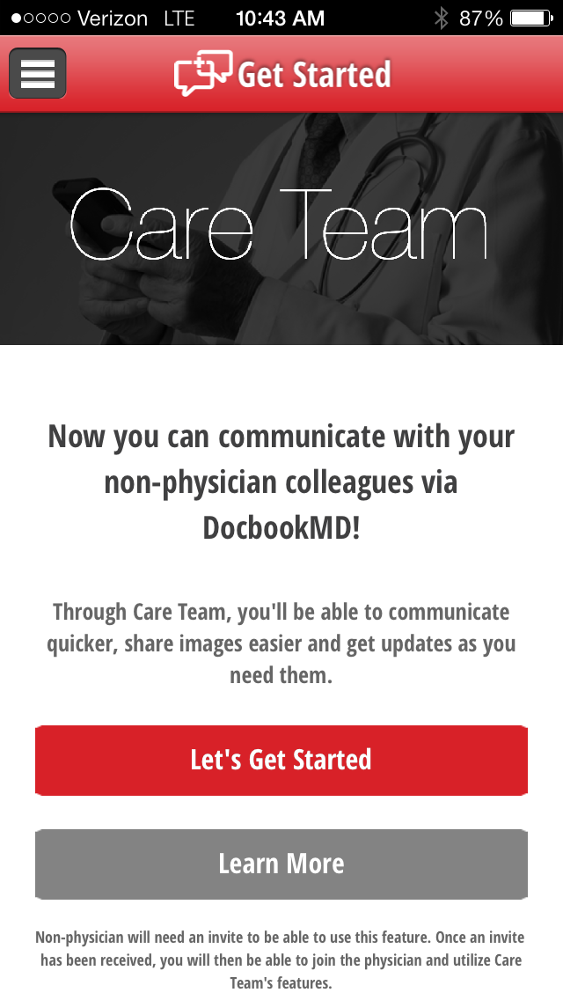 Verizon LTE 10:43 AM 87%
Get Started
Care Team
Now you can communicate with your
non-physician colleagues via
DocbookMD!
Through Care Team, you'll be able to communicate
quicker, share images easier and get updates as you
need them.
Let's Get Started
Learn More
Non-physician will need an invite to be able to use this feature. Once an invite
has been received, you will then be able to join the physician and utilize Care
Team's features.